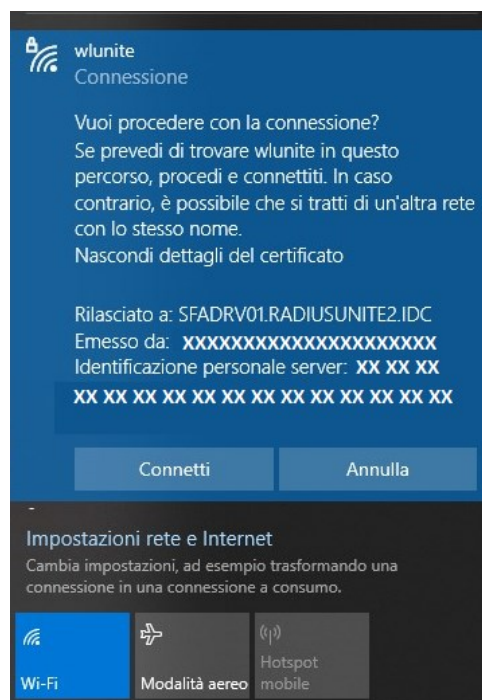 wlunite
Connessione
Vuoi procedere con la connessione?
Se prevedi di trovare wlunite in questo
percorso, procedi e connettiti. In caso
contrario, è possibile che si tratti di un'altra rete
con lo stesso nome.
Nascondi dettagli del certificato
Rilasciato a: SFADRV01.RADIUSUNITE2.IDC
Emesso da: XXXXXXXXXXXXXXXXXXXXXX
Identificazione personale server: XX XX XX
XX XX XX XX XX XX XX XX XX XX XX XX XX
Connetti
Annulla
Impostazioni rete e Internet
Cambia impostazioni, ad esempio trasformando una
connessione in una connessione a consumo.
Wi-Fi
Modalità aereo
Hotspot
mobile